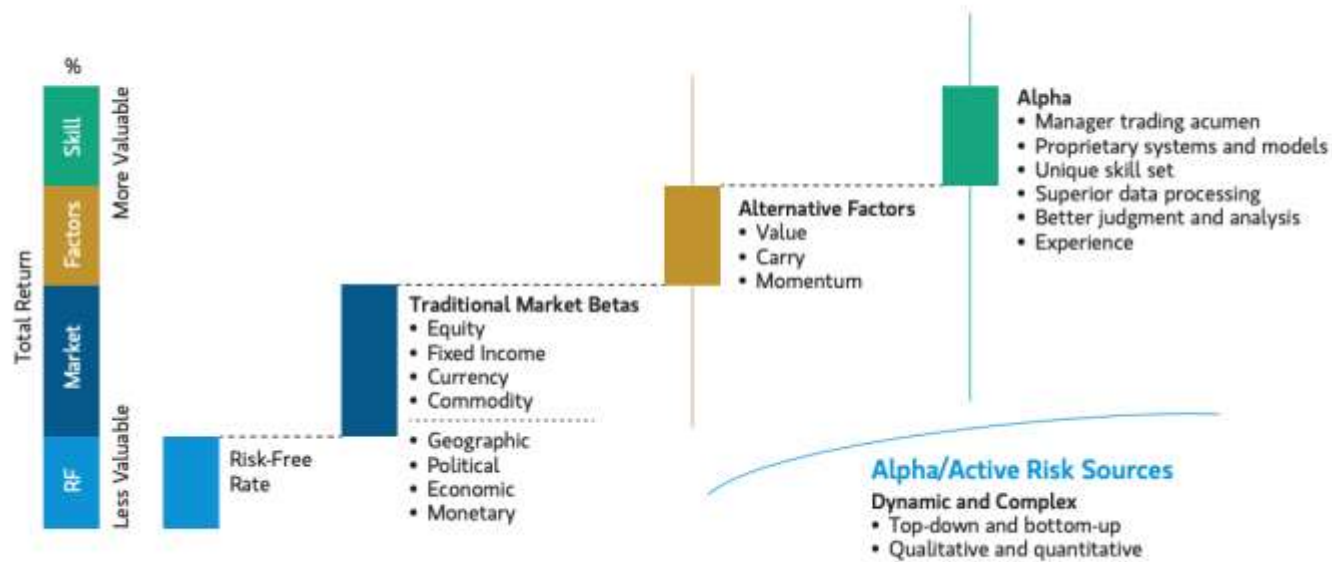 %
Total Return
Skill
Factors
Market
RF
More Valuable
Less Valuable
Risk-Free
Rate
Traditional Market Betas
• Equity
• Fixed Income
• Currency
• Commodity
• Geographic
• Political
• Economic
• Monetary
Alternative Factors
• Value
• Carry
• Momentum
Alpha
• Manager trading acumen
• Proprietary systems and models
• Unique skill set
• Superior data processing
• Better judgment and analysis
• Experience
Alpha/Active Risk Sources
Dynamic and Complex
• Top-down and bottom-up
• Qualitative and quantitative